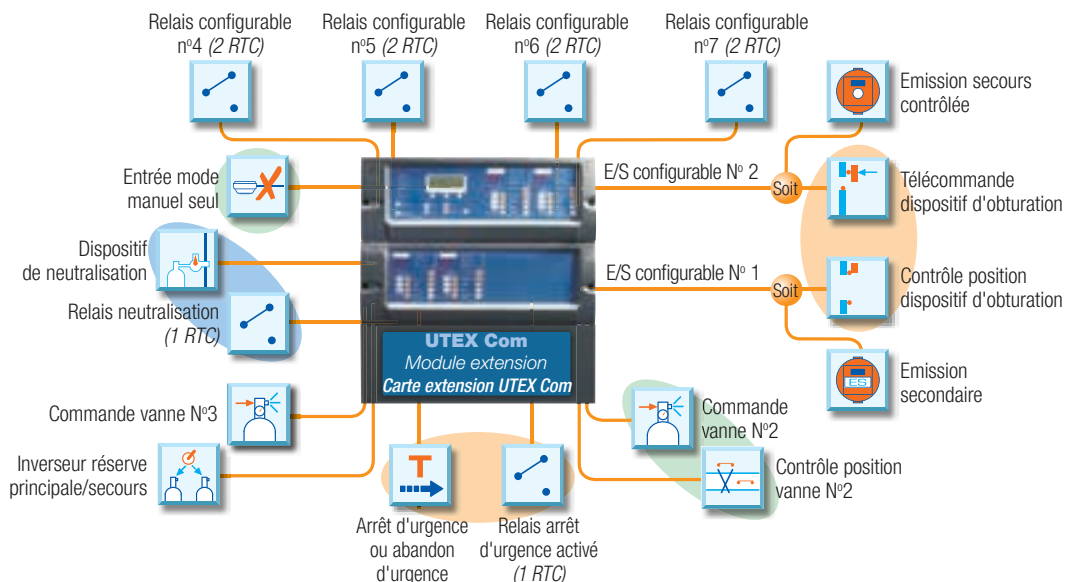 Relais configurable
nº4 (2 RTC)
Relais configurable
nº5 (2 RTC)
Relais configurable
nº6 (2 RTC)
Relais configurable
nº7 (2 RTC)
Emission secours
contrôlée
Entrée mode
manuel seul
E/S configurable Nº 2
Soit
Télécommande
dispositif d'obturation
Dispositif
de neutralisation
E/S configurable Nº 1
Soit
Contrôle position
dispositif d'obturation
Relais neutralisation
(1 RTC)
UTEX Com
Module extension
Carte extension UTEX Com
ES
Emission
secondaire
Commande vanne Nº3
Commande
vanne Nº2
Inverseur réserve
principale/secours
T
Contrôle position
vanne Nº2
Arrêt d'urgence
ou abandon
d'urgence
Relais arrêt
d'urgence activé
(1 RTC)